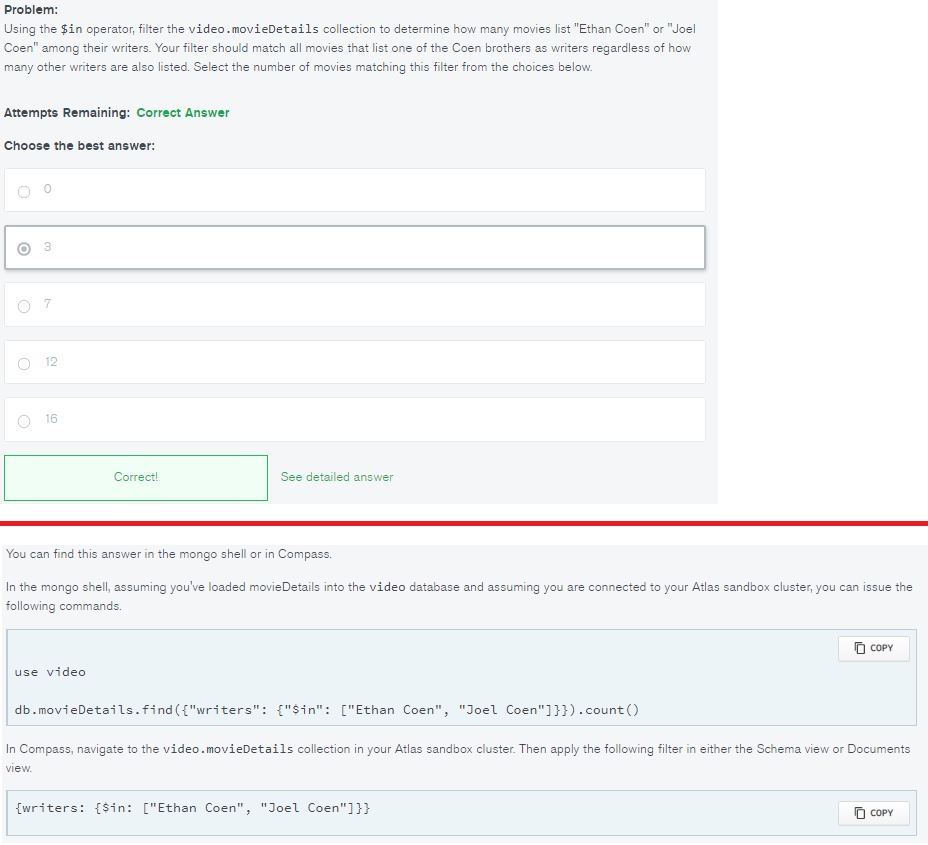 Problem:
Using the $in operator, filter the video.movieDetails collection to determine how many movies list "Ethan Coen" or "Joel
Coen" among their writers. Your filter should match all movies that list one of the Coen brothers as writers regardless of how
many other writers are also listed. Select the number of movies matching this filter from the choices below.
Attempts Remaining: Correct Answer
Choose the best answer:
0
3
7
12
16
Correct!
See detailed answer
You can find this answer in the mongo shell or in Compass.
In the mongo shell, assuming you've loaded movieDetails into the video database and assuming you are connected to your Atlas sandbox cluster, you can issue the
following commands.
COPY
use video
db.movieDetails.find({"writers": {"$in": ["Ethan Coen", "Joel Coen"]}}).count()
In Compass, navigate to the video.movieDetails collection in your Atlas sandbox cluster. Then apply the following filter in either the Schema view or Documents
view.
{writers: {$in: ["Ethan Coen", "Joel Coen"]}}
COPY